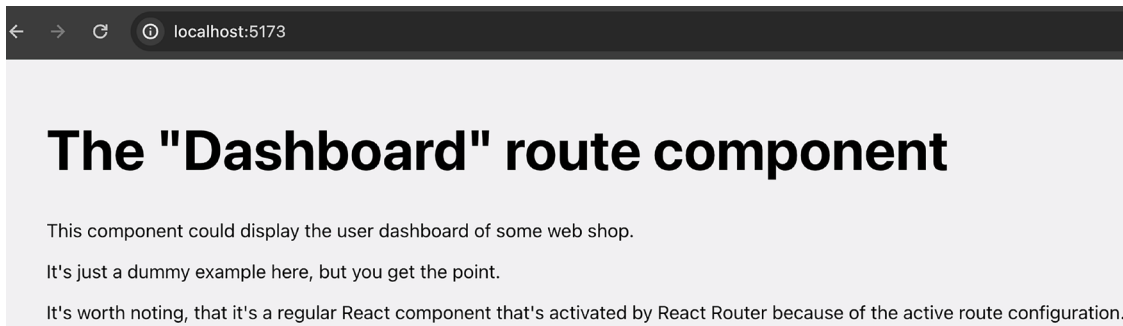 localhost:5173
The "Dashboard" route component
This component could display the user dashboard of some web shop.
It's just a dummy example here, but you get the point.
It's worth noting, that it's a regular React component that's activated by React Router because of the active route configuration.